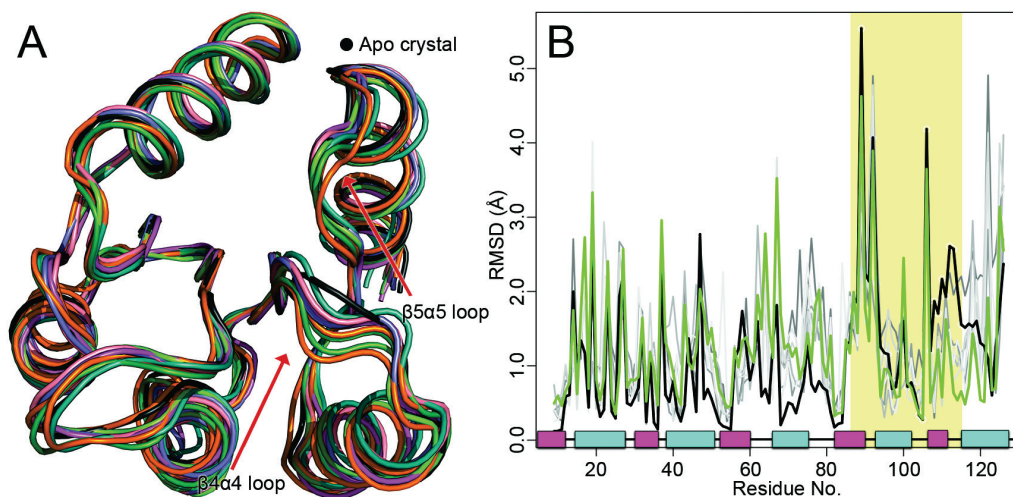 A
● Apo crystal
β5α5 loop
β4α4 loop
B
RMSD (Å)
5.0
4.0
3.0
2.0
1.0
0.0
20
40
60
80
100
120
Residue No.